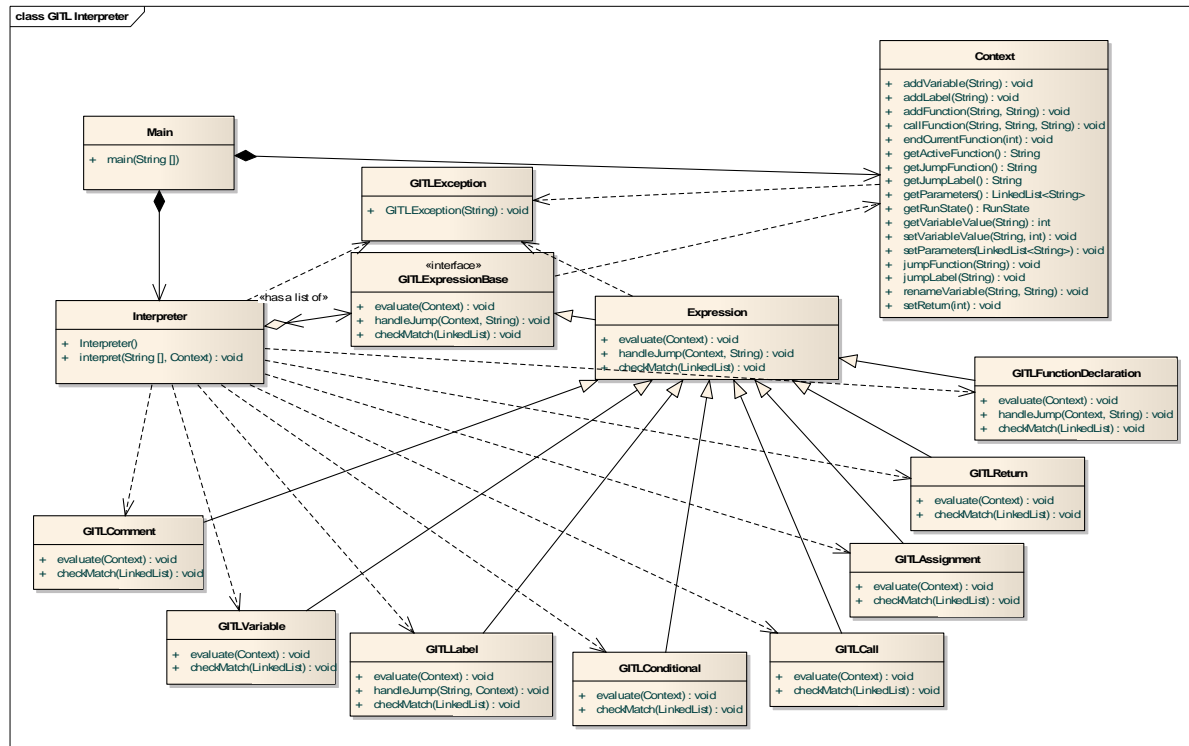 class GITL Interpreter
Main
+ main(String [])
Context
+ addVariable(String) : void
+ addLabel(String) : void
+ addFunction(String, String) : void
+ callFunction(String, String, String) : void
+ endCurrentFunction(int) : void
+ getActiveFunction() : String
+ getJumpFunction() : String
+ getJumpLabel() : String
+ getParameters() : LinkedList<String>
+ getRunState() : RunState
+ getVariableValue(String) : int
+ setVariableValue(String, int) : void
+ setParameters(LinkedList<String>) : void
+ jumpFunction(String) : void
+ jumpLabel(String) : void
+ renameVariable(String, String) : void
+ setReturn(int) : void
GITLException
+ GITLException(String) : void
«interface»
GITLExpressionBase
+ evaluate(Context) : void
+ handleJump(Context, String) : void
+ checkMatch(LinkedList) : void
«has a list of»
Interpreter
+ Interpreter()
+ interpret(String [], Context) : void
Expression
+ evaluate(Context) : void
+ handleJump(Context, String) : void
+ checkMatch(LinkedList) : void
GITLFunctionDeclaration
+ evaluate(Context) : void
+ handleJump(Context, String) : void
+ checkMatch(LinkedList) : void
GITLReturn
+ evaluate(Context) : void
+ checkMatch(LinkedList) : void
GITLComment
+ evaluate(Context) : void
+ checkMatch(LinkedList) : void
GITLAssignment
+ evaluate(Context) : void
+ checkMatch(LinkedList) : void
GITLVariable
+ evaluate(Context) : void
+ checkMatch(LinkedList) : void
GITLLabel
+ evaluate(Context) : void
+ handleJump(String, Context) : void
+ checkMatch(LinkedList) : void
GITLConditional
+ evaluate(Context) : void
+ checkMatch(LinkedList) : void
GITLCall
+ evaluate(Context) : void
+ checkMatch(LinkedList) : void